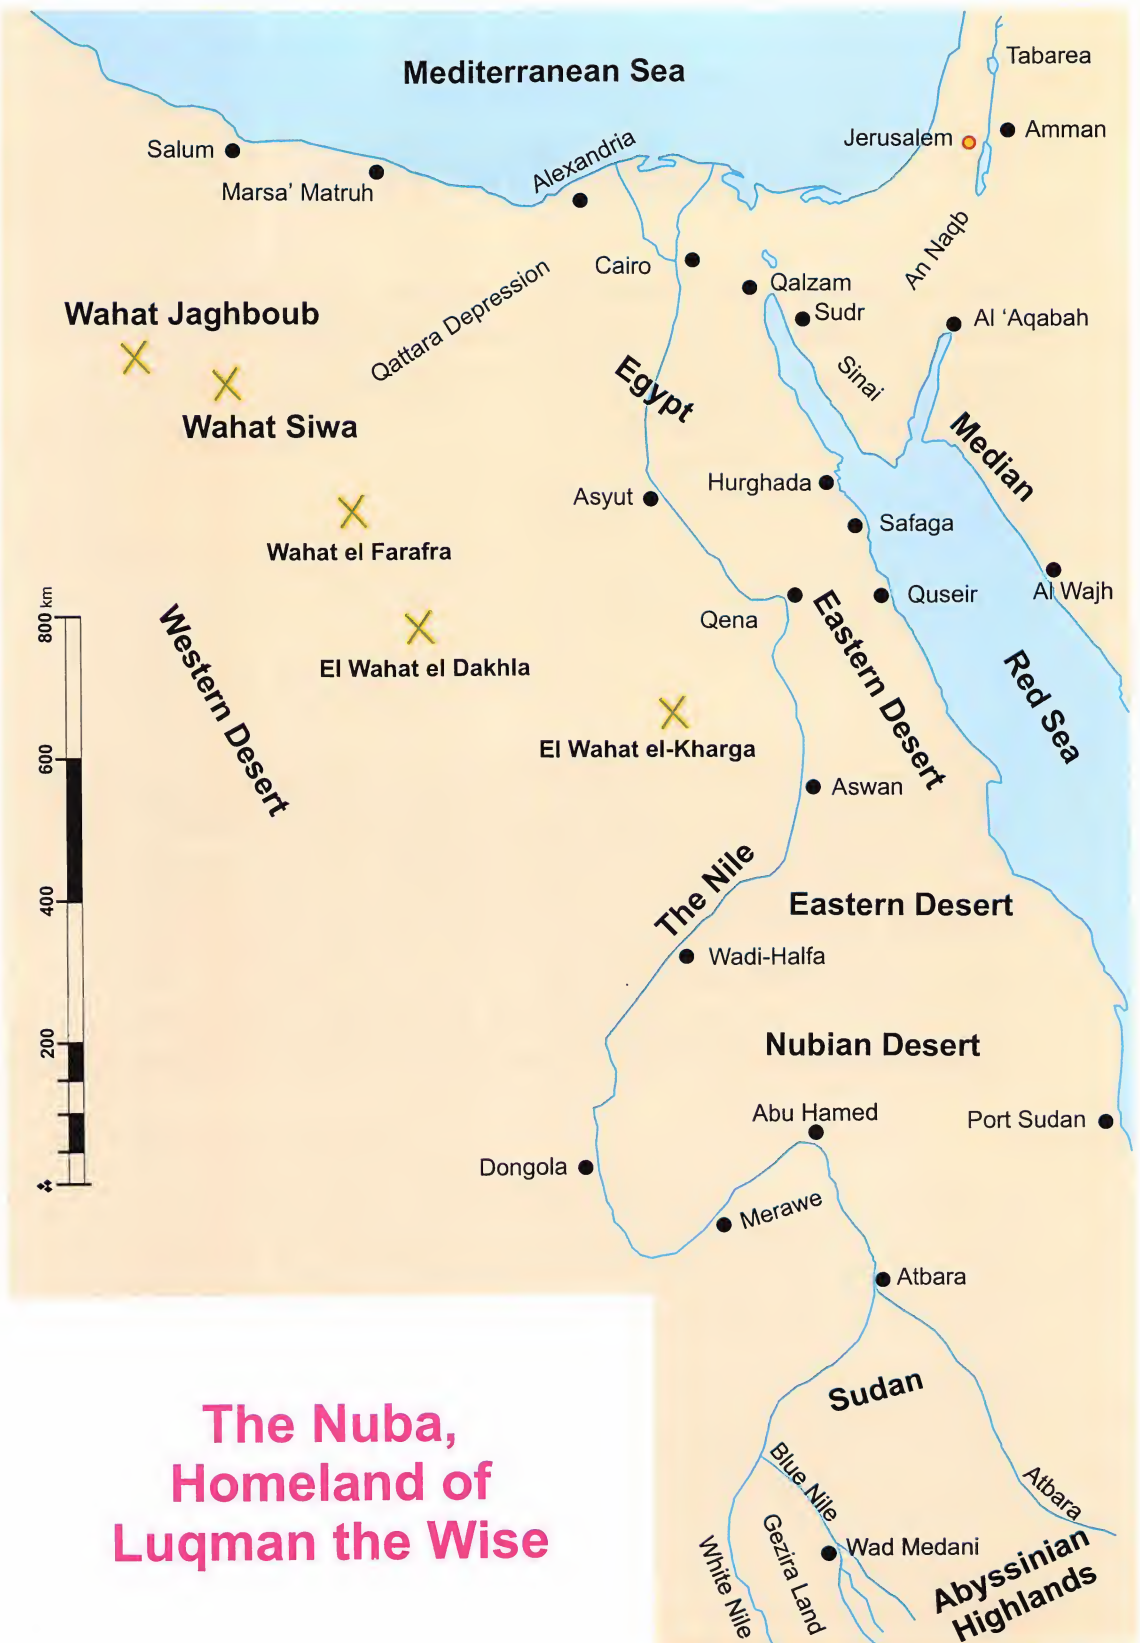 Mediterranean Sea
Tabarea
Jerusalem
Amman
Salum
Marsa' Matruh
Alexandria
An Naqb
Cairo
Qalzam
Sudr
Al 'Aqabah
Qattara Depression
Wahat Jaghboub
Sinai
Egypt
Wahat Siwa
Median
Hurghada
Asyut
Safaga
Wahat el Farafra
Al Wajh
Quseir
Qena
800 km
Western Desert
Eastern Desert
El Wahat el Dakhla
Red Sea
El Wahat el-Kharga
600
Aswan
The Nile
400
Eastern Desert
Wadi-Halfa
200
Nubian Desert
Abu Hamed
Port Sudan
Dongola
Merawe
Atbara
Sudan
The Nuba,
Homeland of
Luqman the Wise
Blue Nile
Atbara
Gezira Land
White Nile
Wad Medani
Abyssinian
Highlands